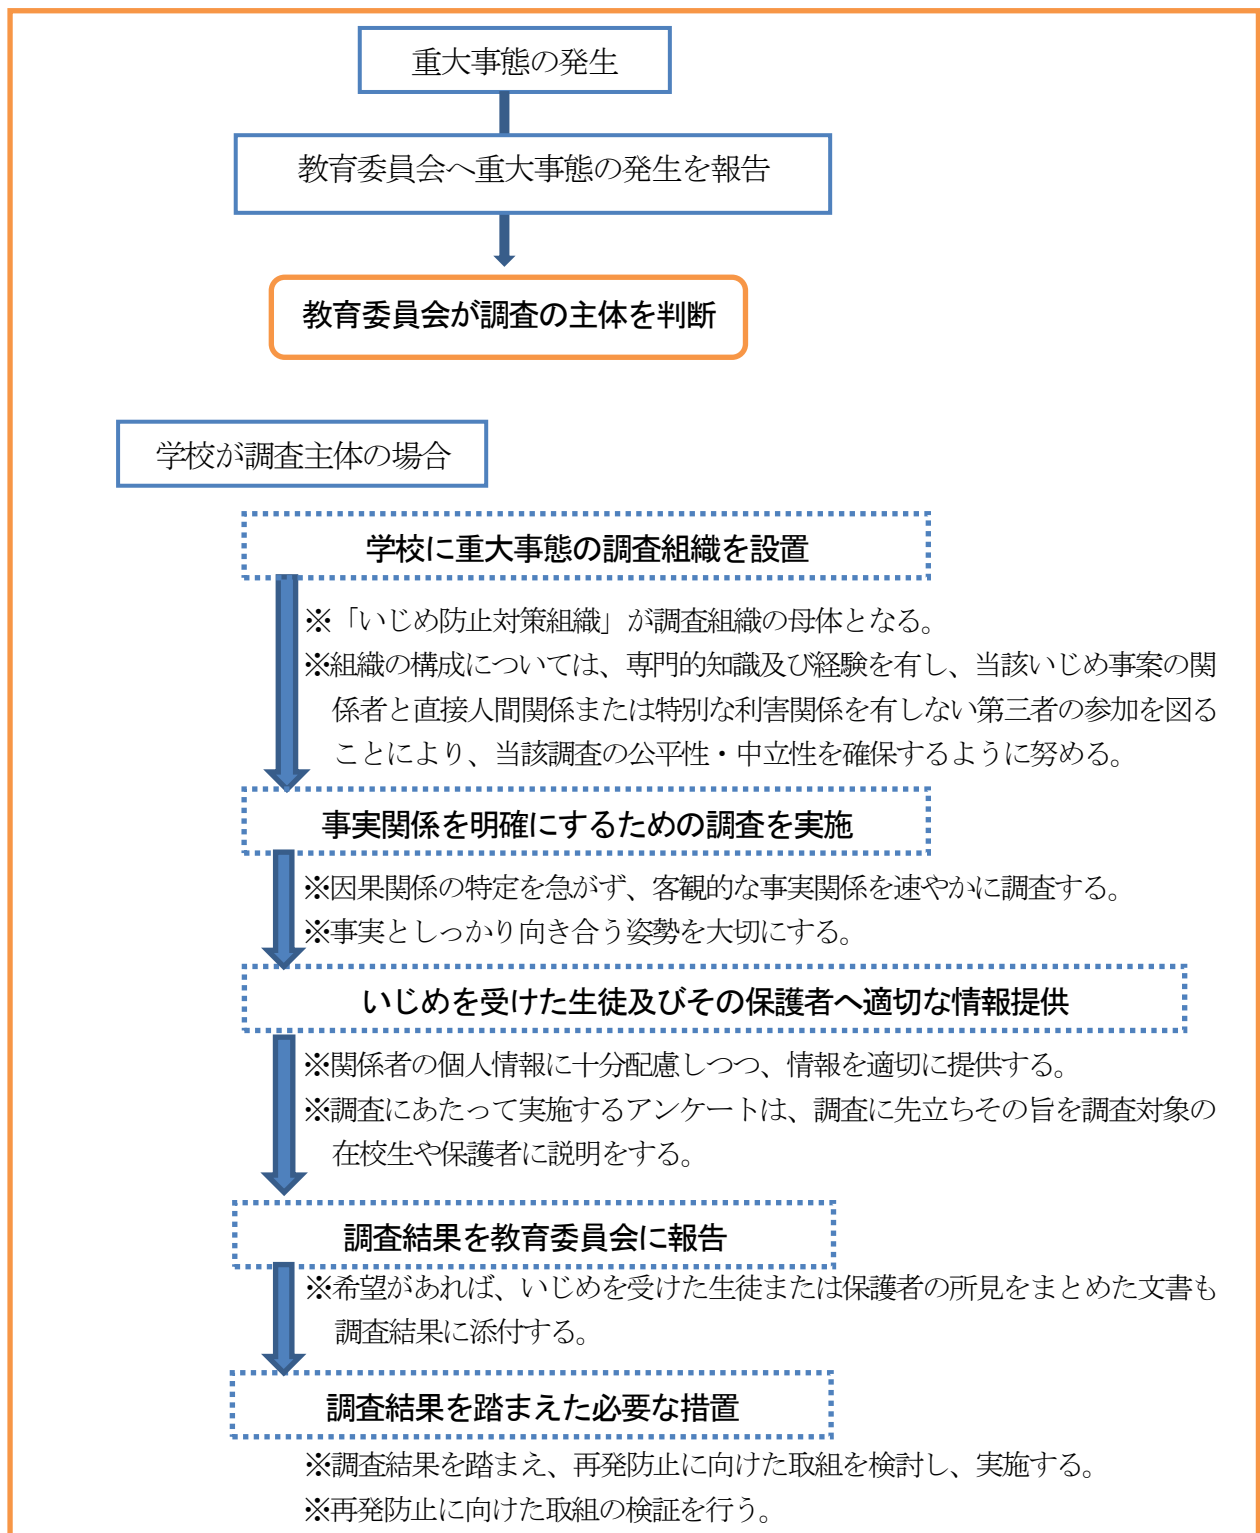 重大事態の発生
教育委員会へ重大事態の発生を報告
教育委員会が調査の主体を判断
学校が調査主体の場合
学校に重大事態の調査組織を設置
※「いじめ防止対策組織」が調査組織の母体となる。
※組織の構成については、専門的知識及び経験を有し、当該いじめ事案の関
係者と直接人間関係または特別な利害関係を有しない第三者の参加を図る
ことにより、当該調査の公平性・中立性を確保するように努める。
事実関係を明確にするための調査を実施
※因果関係の特定を急がず、客観的な事実関係を速やかに調査する。
※事実としっかり向き合う姿勢を大切にする。
いじめを受けた生徒及びその保護者へ適切な情報提供
※関係者の個人情報に十分配慮しつつ、情報を適切に提供する。
※調査にあたって実施するアンケートは、調査に先立ちその旨を調査対象の
在校生や保護者に説明をする。
調査結果を教育委員会に報告
※希望があれば、いじめを受けた生徒または保護者の所見をまとめた文書も
調査結果に添付する。
調査結果を踏まえた必要な措置
※調査結果を踏まえ、再発防止に向けた取組を検討し、実施する。
※再発防止に向けた取組の検証を行う。